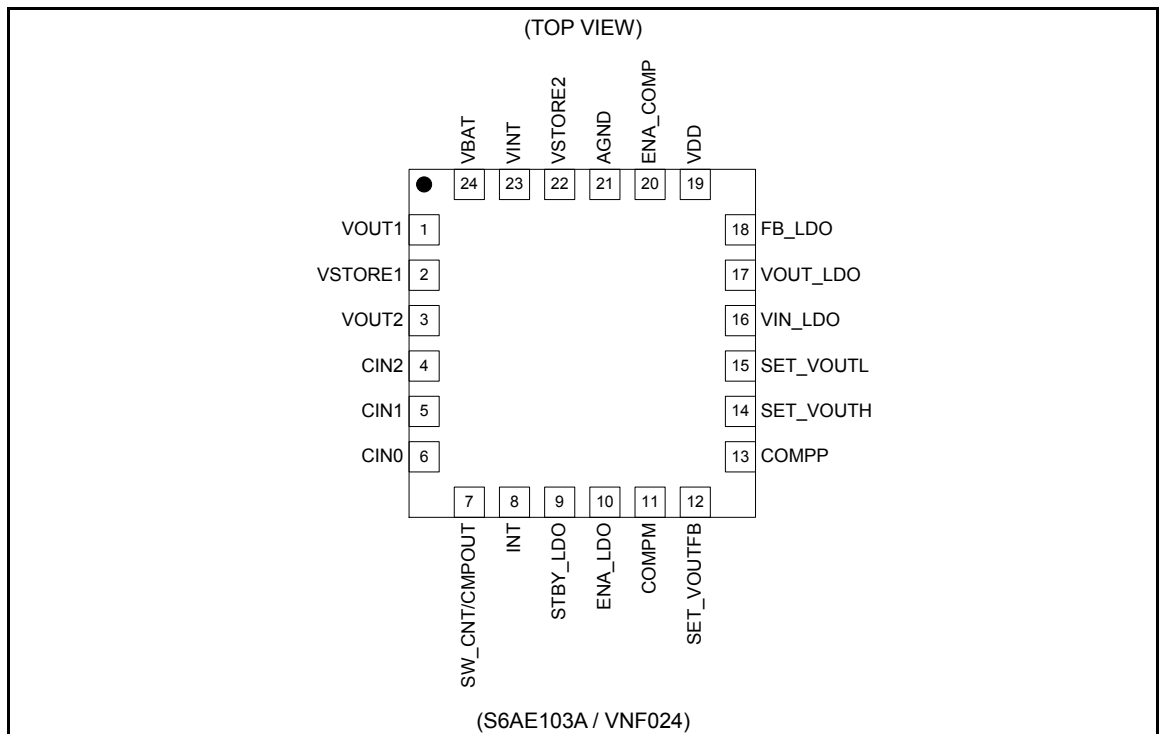 (TOP VIEW)
VBAT
VINT
VSTORE2
AGND
ENA_COMP
VDD
24 23 22 21 20 19
VOUT1 1
VSTORE1 2
VOUT2 3
CIN2 4
CIN1 5
CIN0 6
18 FB_LDO
17 VOUT_LDO
16 VIN_LDO
15 SET_VOUTL
14 SET_VOUTH
13 COMPP
7 8 9 10 11 12
SW_CNT/CMPOUT
INT
STBY_LDO
ENA_LDO
COMPM
SET_VOUTFB
(S6AE103A / VNF024)